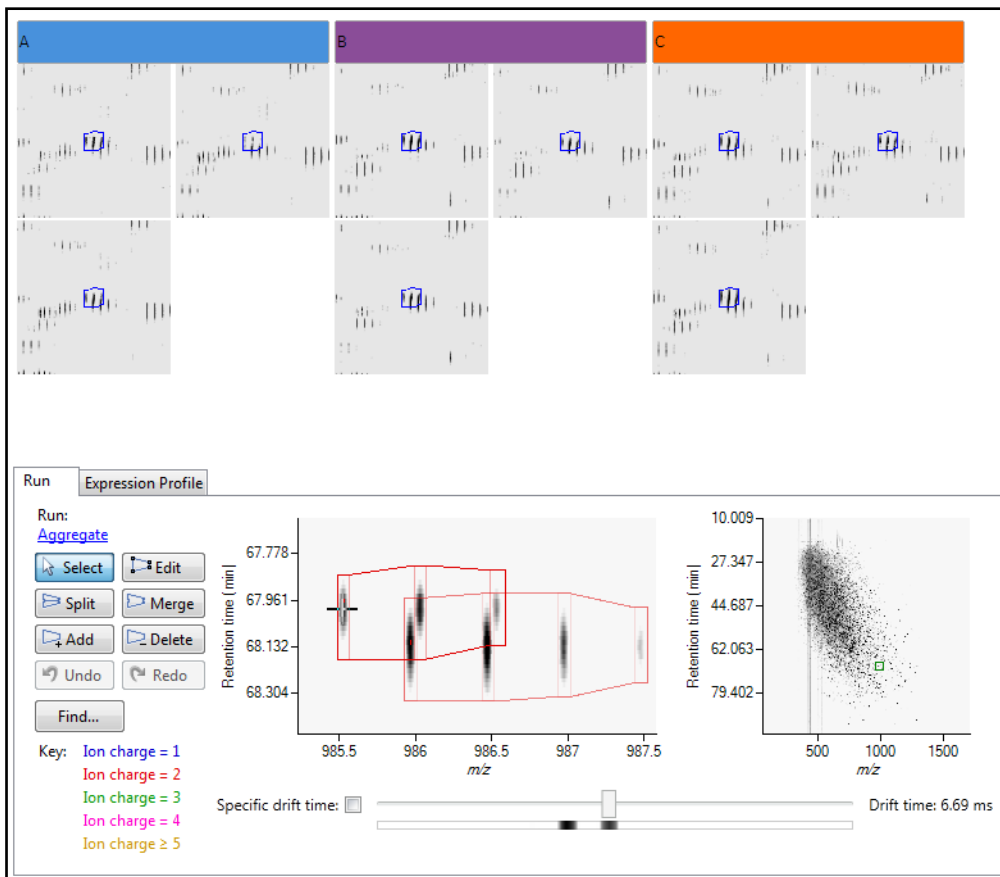 A B C
Run Expression Profile
Run:
Aggregate
Select Edit
Split Merge
Add Delete
Undo Redo
Find...
Key: Ion charge = 1
Ion charge = 2
Ion charge = 3
Ion charge = 4
Ion charge ≥ 5
Retention time (min)
67.778
67.961
68.132
68.304
985.5 986 986.5 987 987.5
m/z
Retention time (min)
10.009
27.347
44.687
62.063
79.402
500 1000 1500
m/z
Specific drift time: Drift time: 6.69 ms